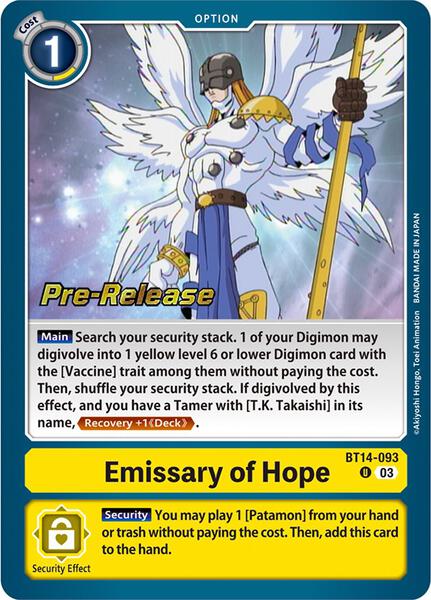 OPTION
Cost
1
Pre-Release
Main Search your security stack. 1 of your Digimon may
digivolve into 1 yellow level 6 or lower Digimon card with
the [Vaccine] trait among them without paying the cost.
Then, shuffle your security stack. If digivolved by this
effect, and you have a Tamer with [T.K. Takaishi] in its
name, Recovery +1《Deck》.
©Akiyoshi Hongo, Toei Animation BANDAI MADE IN JAPAN
BT14-093
Emissary of Hope
U 03
Security You may play 1 [Patamon] from your hand
or trash without paying the cost. Then, add this card
to the hand.
Security Effect